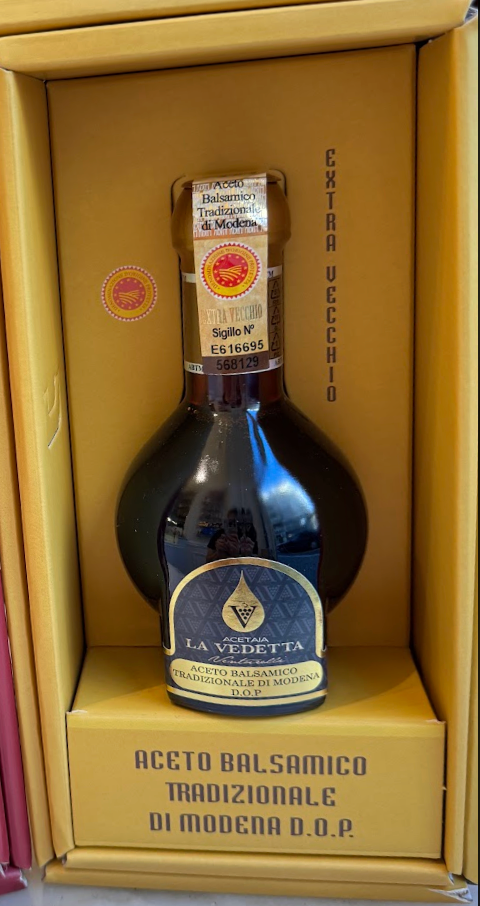 EXTRA VECCHIO
Aceto
Balsamico
Tradizionale
di Modena
EXTRA VECCHIO
Sigillo N°
E616695
568129
V
ACETAIA
LA VEDETTA
ACETO BALSAMICO
TRADIZIONALE DI MODENA
D.O.P
ACETO BALSAMICO
TRADIZIONALE
DI MODENA D.O.P.